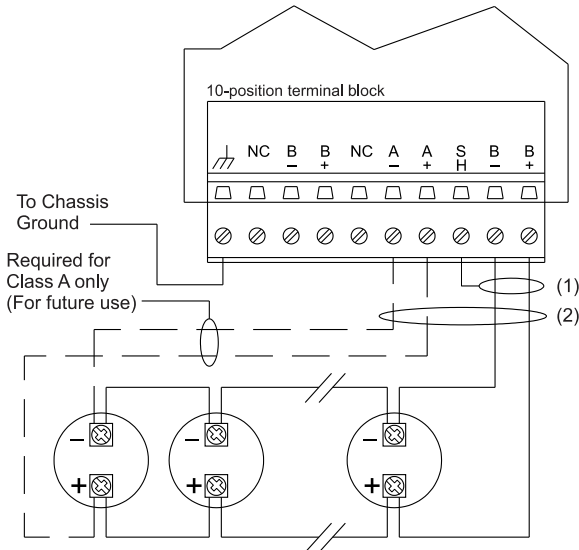 10-position terminal block
NC B NC A A S B B
− + − + H − +
To Chassis
Ground
Required for
Class A only
(For future use)
(1)
(2)
− − −
+ + +